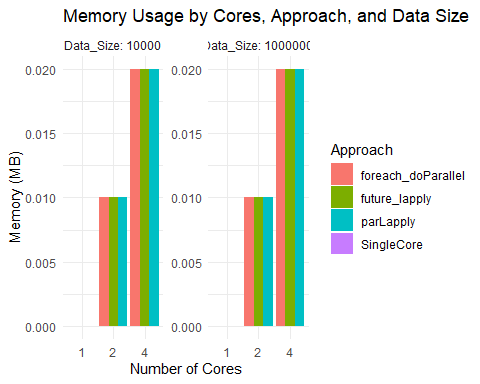 Memory Usage by Cores, Approach, and Data Size
Data_Size: 10000
Data_Size: 1000000
0.020
0.015
0.010
0.005
0.000
0.020
0.015
0.010
0.005
0.000
Memory (MB)
1 2 4
1 2 4
Number of Cores
Approach
foreach_doParallel
future_lapply
parLapply
SingleCore